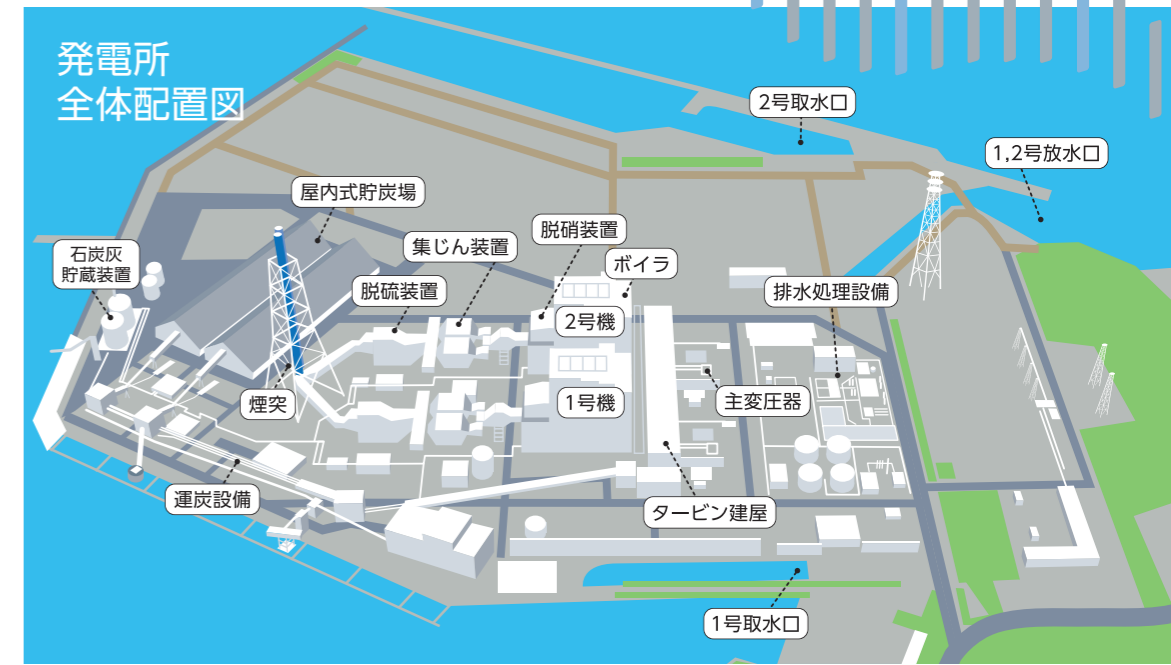 発電所
全体配置図
2号取水口
1,2号放水口
屋内式貯炭場
脱硝装置
集じん装置
石炭灰
貯蔵装置
ボイラ
脱硫装置
排水処理設備
2号機
煙突
1号機
主変圧器
運炭設備
タービン建屋
1号取水口